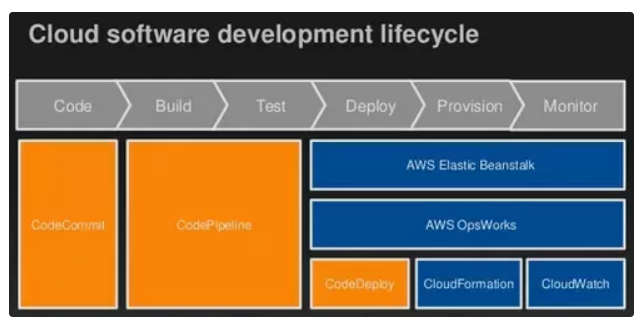 Cloud software development lifecycle
Code
Build
Test
Deploy
Provision
Monitor
CodeCommit
CodePipeline
AWS Elastic Beanstalk
AWS OpsWorks
CodeDeploy
CloudFormation
CloudWatch